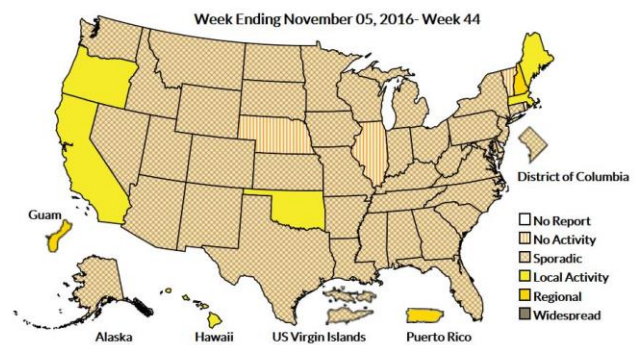 Week Ending November 05, 2016- Week 44
District of Columbia
Guam
No Report
No Activity
Sporadic
Local Activity
Regional
Widespread
Alaska
Hawaii
US Virgin Islands
Puerto Rico